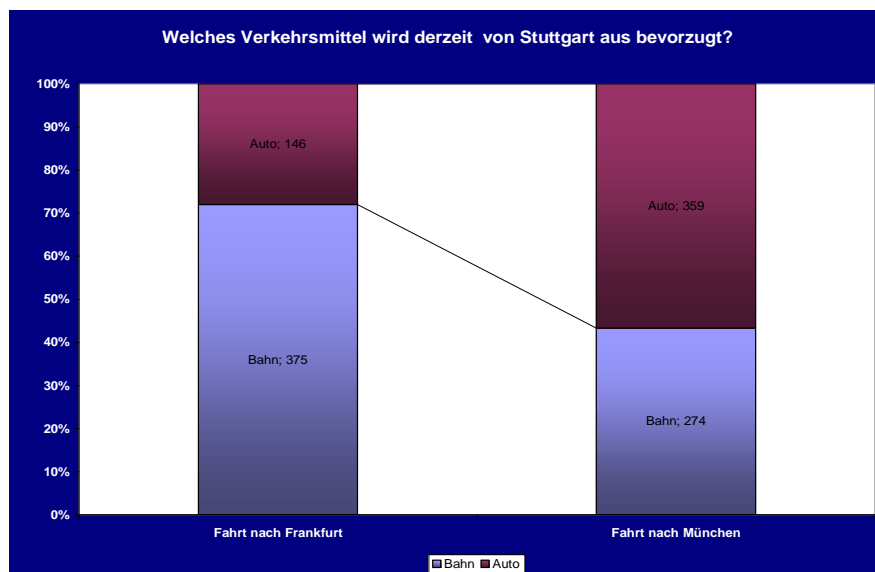 Welches Verkehrsmittel wird derzeit  von Stuttgart aus bevorzugt?
100%
90%
80%
70%
60%
50%
40%
30%
20%
10%
0%
Auto; 146
Auto; 359
Bahn; 375
Bahn; 274
Fahrt nach Frankfurt
Fahrt nach München
Bahn Auto